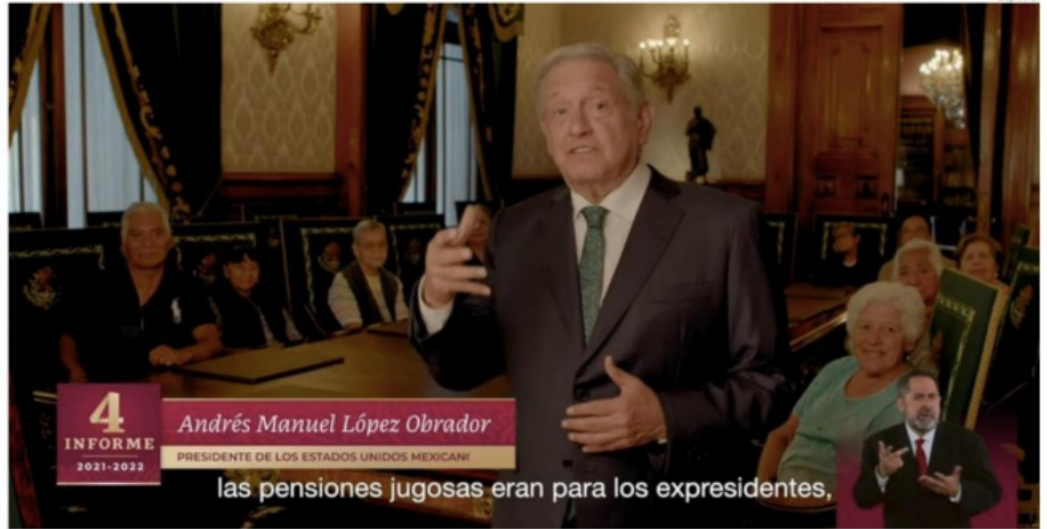 4
INFORME
2021-2022
Andrés Manuel López Obrador
PRESIDENTE DE LOS ESTADOS UNIDOS MEXICAN
las pensiones jugosas eran para los expresidentes,